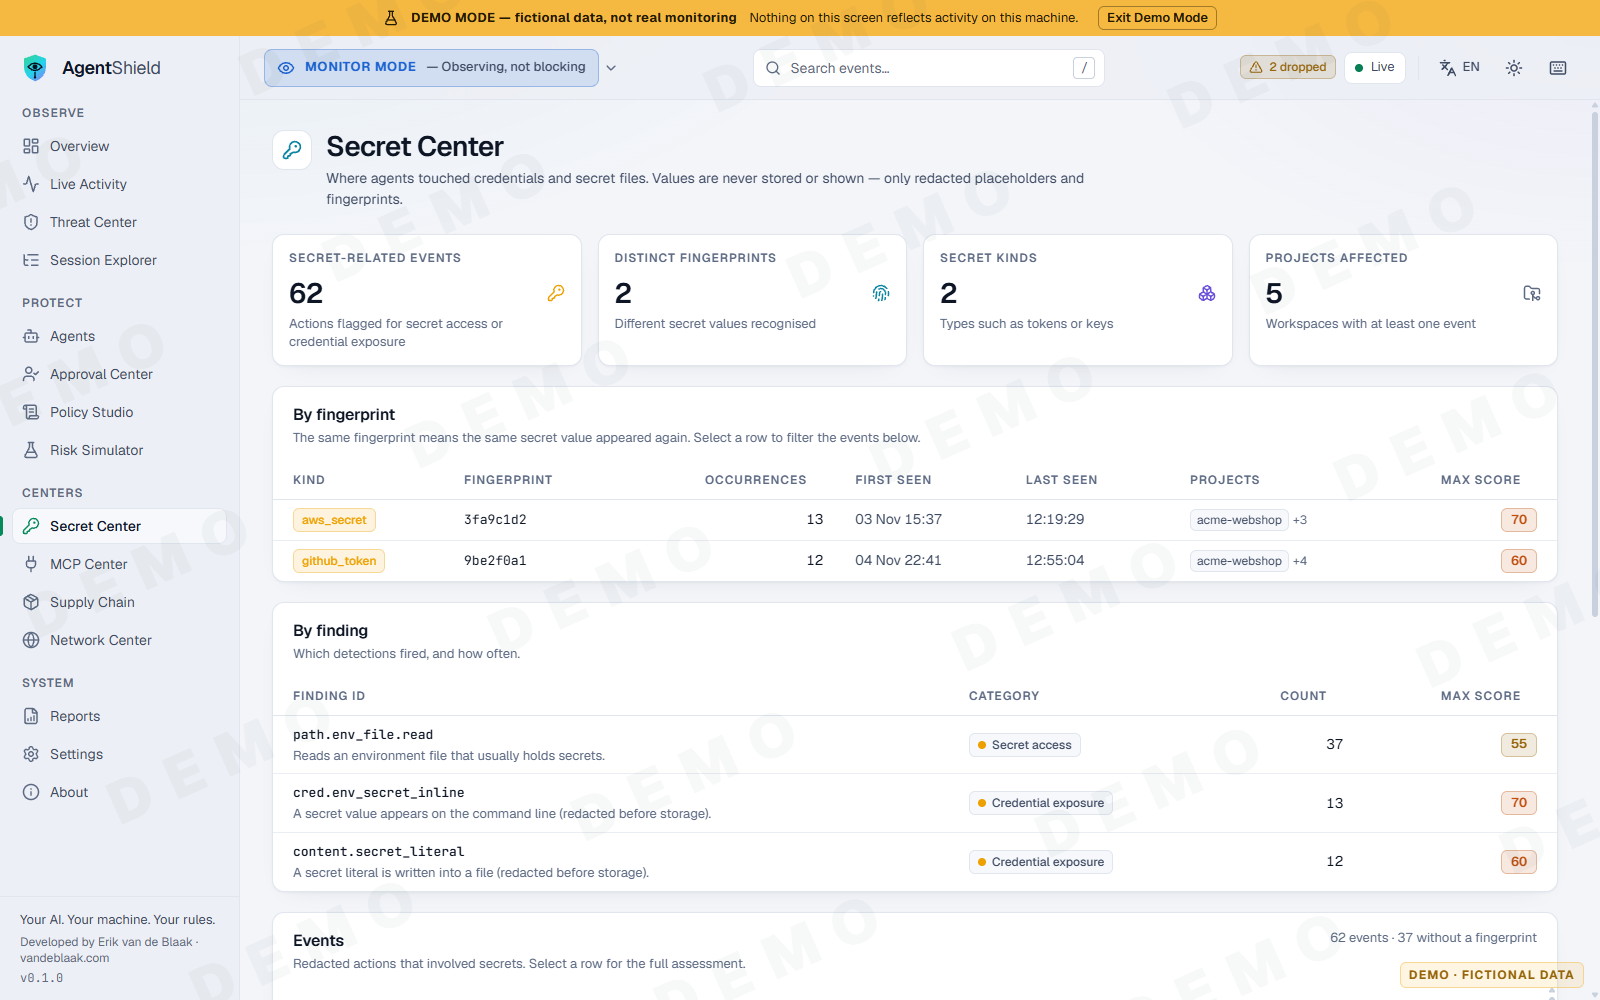 DEMO MODE — fictional data, not real monitoring Nothing on this screen reflects activity on this machine. Exit Demo Mode
AgentShield
MONITOR MODE — Observing, not blocking
Search events... /
2 dropped
Live
EN
OBSERVE
Overview
Live Activity
Threat Center
Session Explorer
PROTECT
Agents
Approval Center
Policy Studio
Risk Simulator
CENTERS
Secret Center
MCP Center
Supply Chain
Network Center
SYSTEM
Reports
Settings
About
Your AI. Your machine. Your rules.
Developed by Erik van de Blaak ·
vandeblaak.com
v0.1.0
Secret Center
Where agents touched credentials and secret files. Values are never stored or shown — only redacted placeholders and
fingerprints.
SECRET-RELATED EVENTS
62
Actions flagged for secret access or
credential exposure
DISTINCT FINGERPRINTS
2
Different secret values recognised
SECRET KINDS
2
Types such as tokens or keys
PROJECTS AFFECTED
5
Workspaces with at least one event
By fingerprint
The same fingerprint means the same secret value appeared again. Select a row to filter the events below.
KIND FINGERPRINT OCCURRENCES FIRST SEEN LAST SEEN PROJECTS MAX SCORE
aws_secret 3fa9c1d2 13 03 Nov 15:37 12:19:29 acme-webshop +3 70
github_token 9be2f0a1 12 04 Nov 22:41 12:55:04 acme-webshop +4 60
By finding
Which detections fired, and how often.
FINDING ID CATEGORY COUNT MAX SCORE
path.env_file.read
Reads an environment file that usually holds secrets.
Secret access 37 55
cred.env_secret_inline
A secret value appears on the command line (redacted before storage).
Credential exposure 13 70
content.secret_literal
A secret literal is written into a file (redacted before storage).
Credential exposure 12 60
Events
62 events · 37 without a fingerprint
Redacted actions that involved secrets. Select a row for the full assessment.
DEMO · FICTIONAL DATA
DEMO